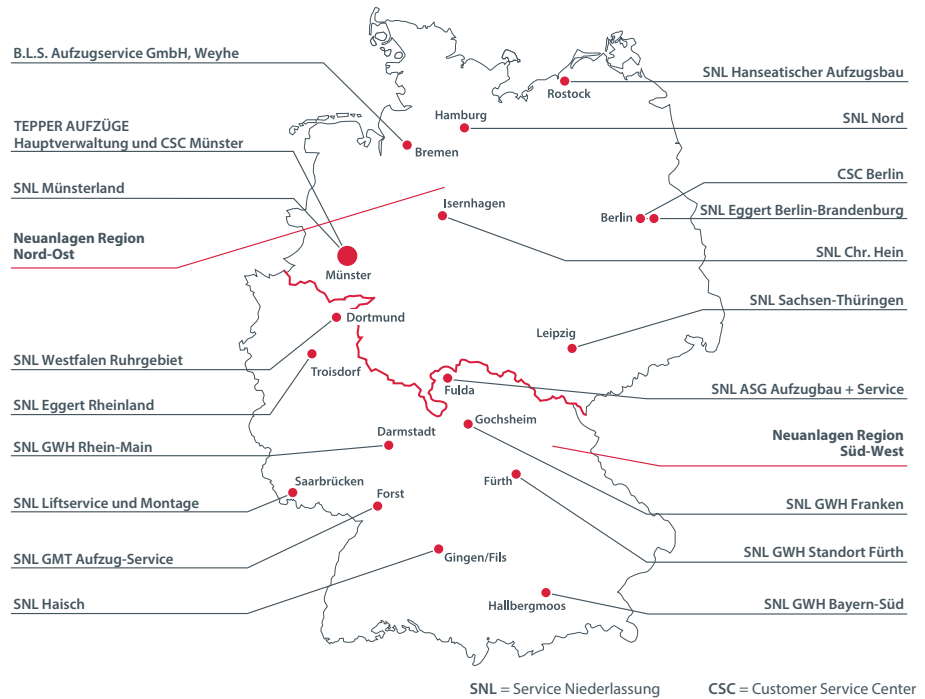 B.L.S. Aufzugservice GmbH, Weyhe
TEPPER AUFZÜGE
Hauptverwaltung und CSC Münster
SNL Münsterland
Neuanlagen Region
Nord-Ost
SNL Westfalen Ruhrgebiet
SNL Eggert Rheinland
SNL GWH Rhein-Main
SNL Liftservice und Montage
SNL GMT Aufzug-Service
SNL Haisch
Rostock
Hamburg
Bremen
Isernhagen
Berlin
Münster
Dortmund
Leipzig
Troisdorf
Fulda
Gochsheim
Darmstadt
Saarbrücken
Forst
Fürth
Gingen/Fils
Hallbergmoos
SNL Hanseatischer Aufzugsbau
SNL Nord
CSC Berlin
SNL Eggert Berlin-Brandenburg
SNL Chr. Hein
SNL Sachsen-Thüringen
SNL ASG Aufzugbau + Service
Neuanlagen Region
Süd-West
SNL GWH Franken
SNL GWH Standort Fürth
SNL GWH Bayern-Süd
SNL = Service Niederlassung CSC = Customer Service Center